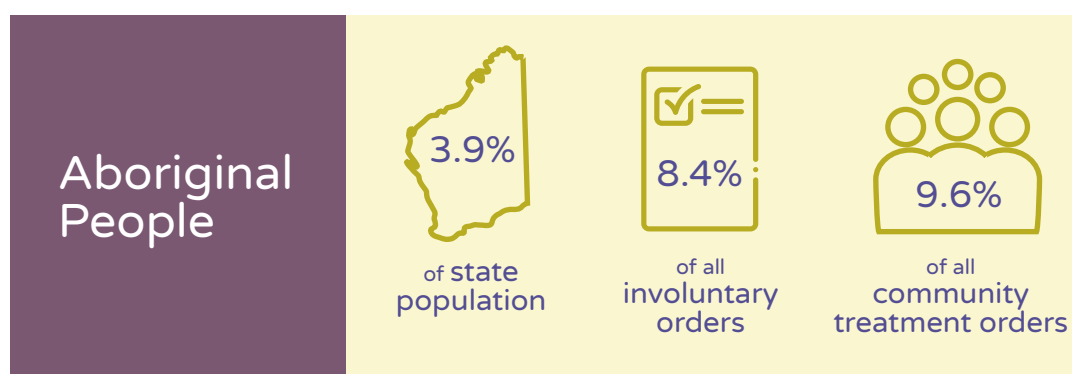 Aboriginal
People
3.9%
of state
population
8.4%
of all
involuntary
orders
9.6%
of all
community
treatment orders